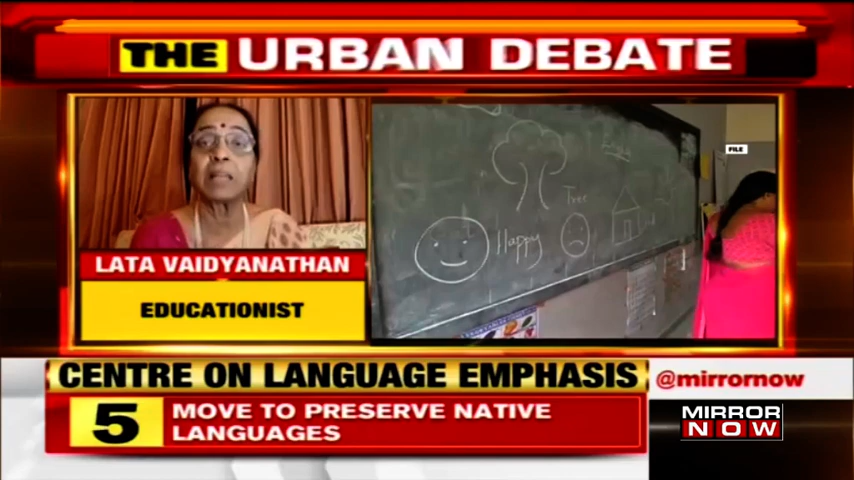 THE URBAN DEBATE
FILE
English
Tree
Happy
LATA VAIDYANATHAN
EDUCATIONIST
CENTRE ON LANGUAGE EMPHASIS
@mirrornow
5
MOVE TO PRESERVE NATIVE
LANGUAGES
MIRROR
NOW